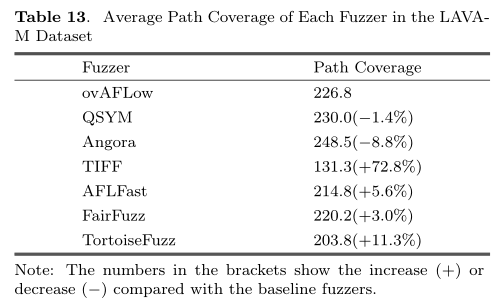 Table 13. Average Path Coverage of Each Fuzzer in the LAVA-
M Dataset
Fuzzer Path Coverage
ovAFLow 226.8
QSYM 230.0(−1.4%)
Angora 248.5(−8.8%)
TIFF 131.3(+72.8%)
AFLFast 214.8(+5.6%)
FairFuzz 220.2(+3.0%)
TortoiseFuzz 203.8(+11.3%)
Note: The numbers in the brackets show the increase (+) or
decrease (−) compared with the baseline fuzzers.